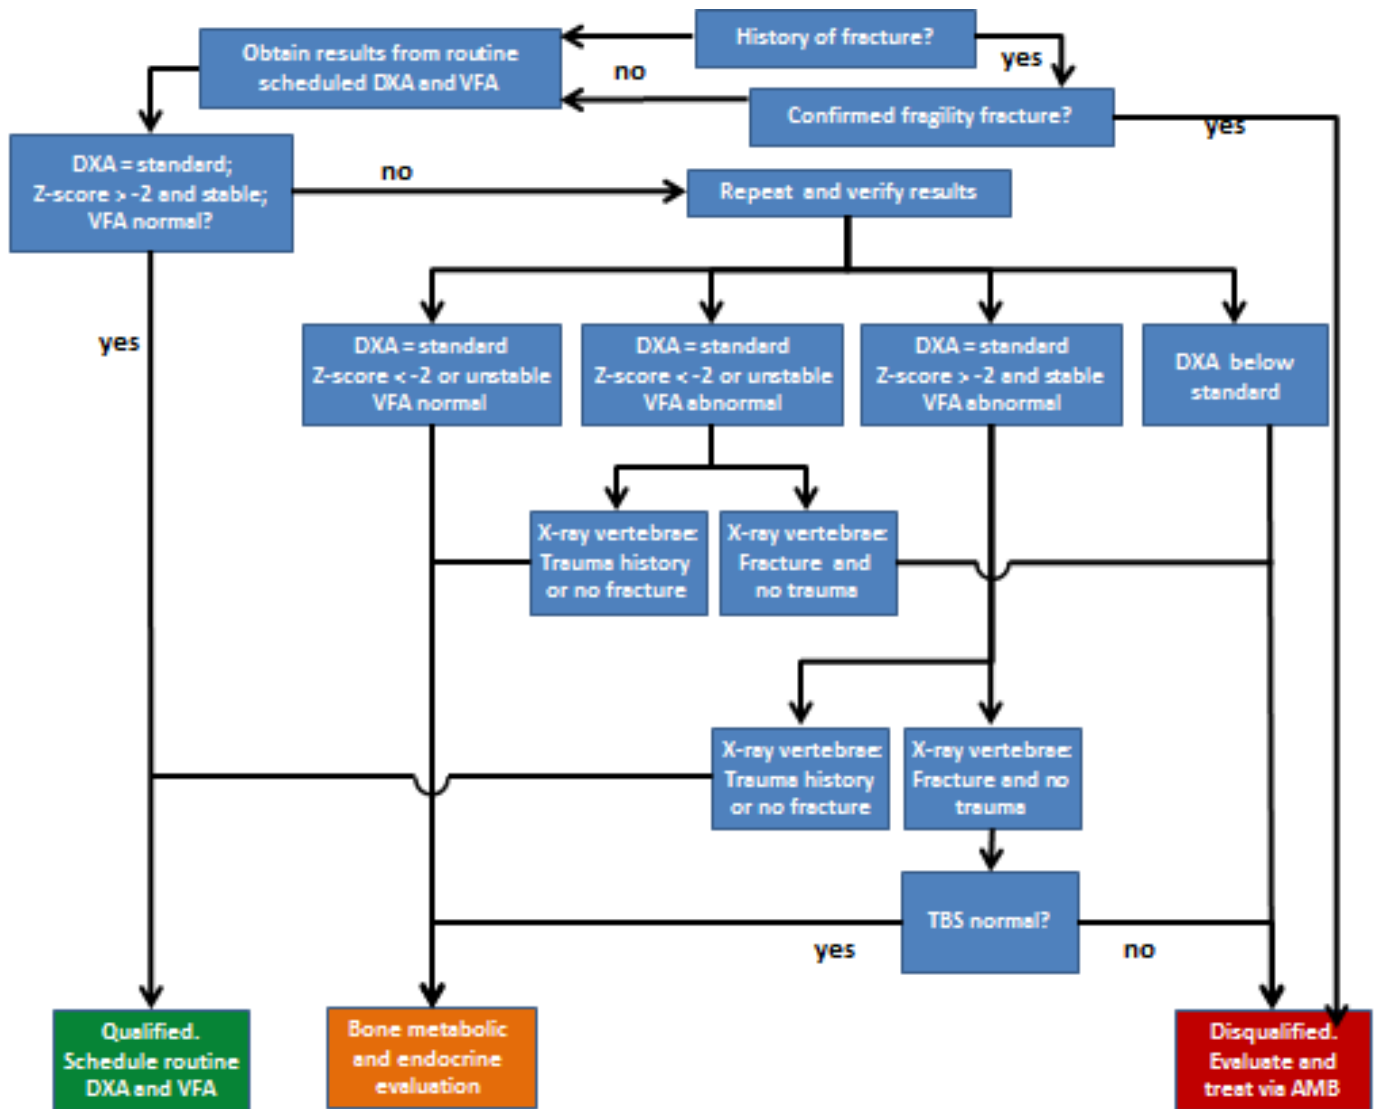 History of fracture?
yes
Obtain results from routine
scheduled DXA and VFA
no
Confirmed fragility fracture?
yes
DXA = standard;
Z-score > -2 and stable;
VFA normal?
no
Repeat and verify results
yes
DXA = standard
Z-score < -2 or unstable
VFA normal
DXA = standard
Z-score < -2 or unstable
VFA abnormal
DXA = standard
Z-score > -2 and stable
VFA abnormal
DXA below
standard
X-ray vertebrae:
Trauma history
or no fracture
X-ray vertebrae:
Fracture and
no trauma
X-ray vertebrae:
Trauma history
or no fracture
X-ray vertebrae:
Fracture and no
trauma
TBS normal?
yes
no
Qualified.
Schedule routine
DXA and VFA
Bone metabolic
and endocrine
evaluation
Disqualified.
Evaluate and
treat via AMB